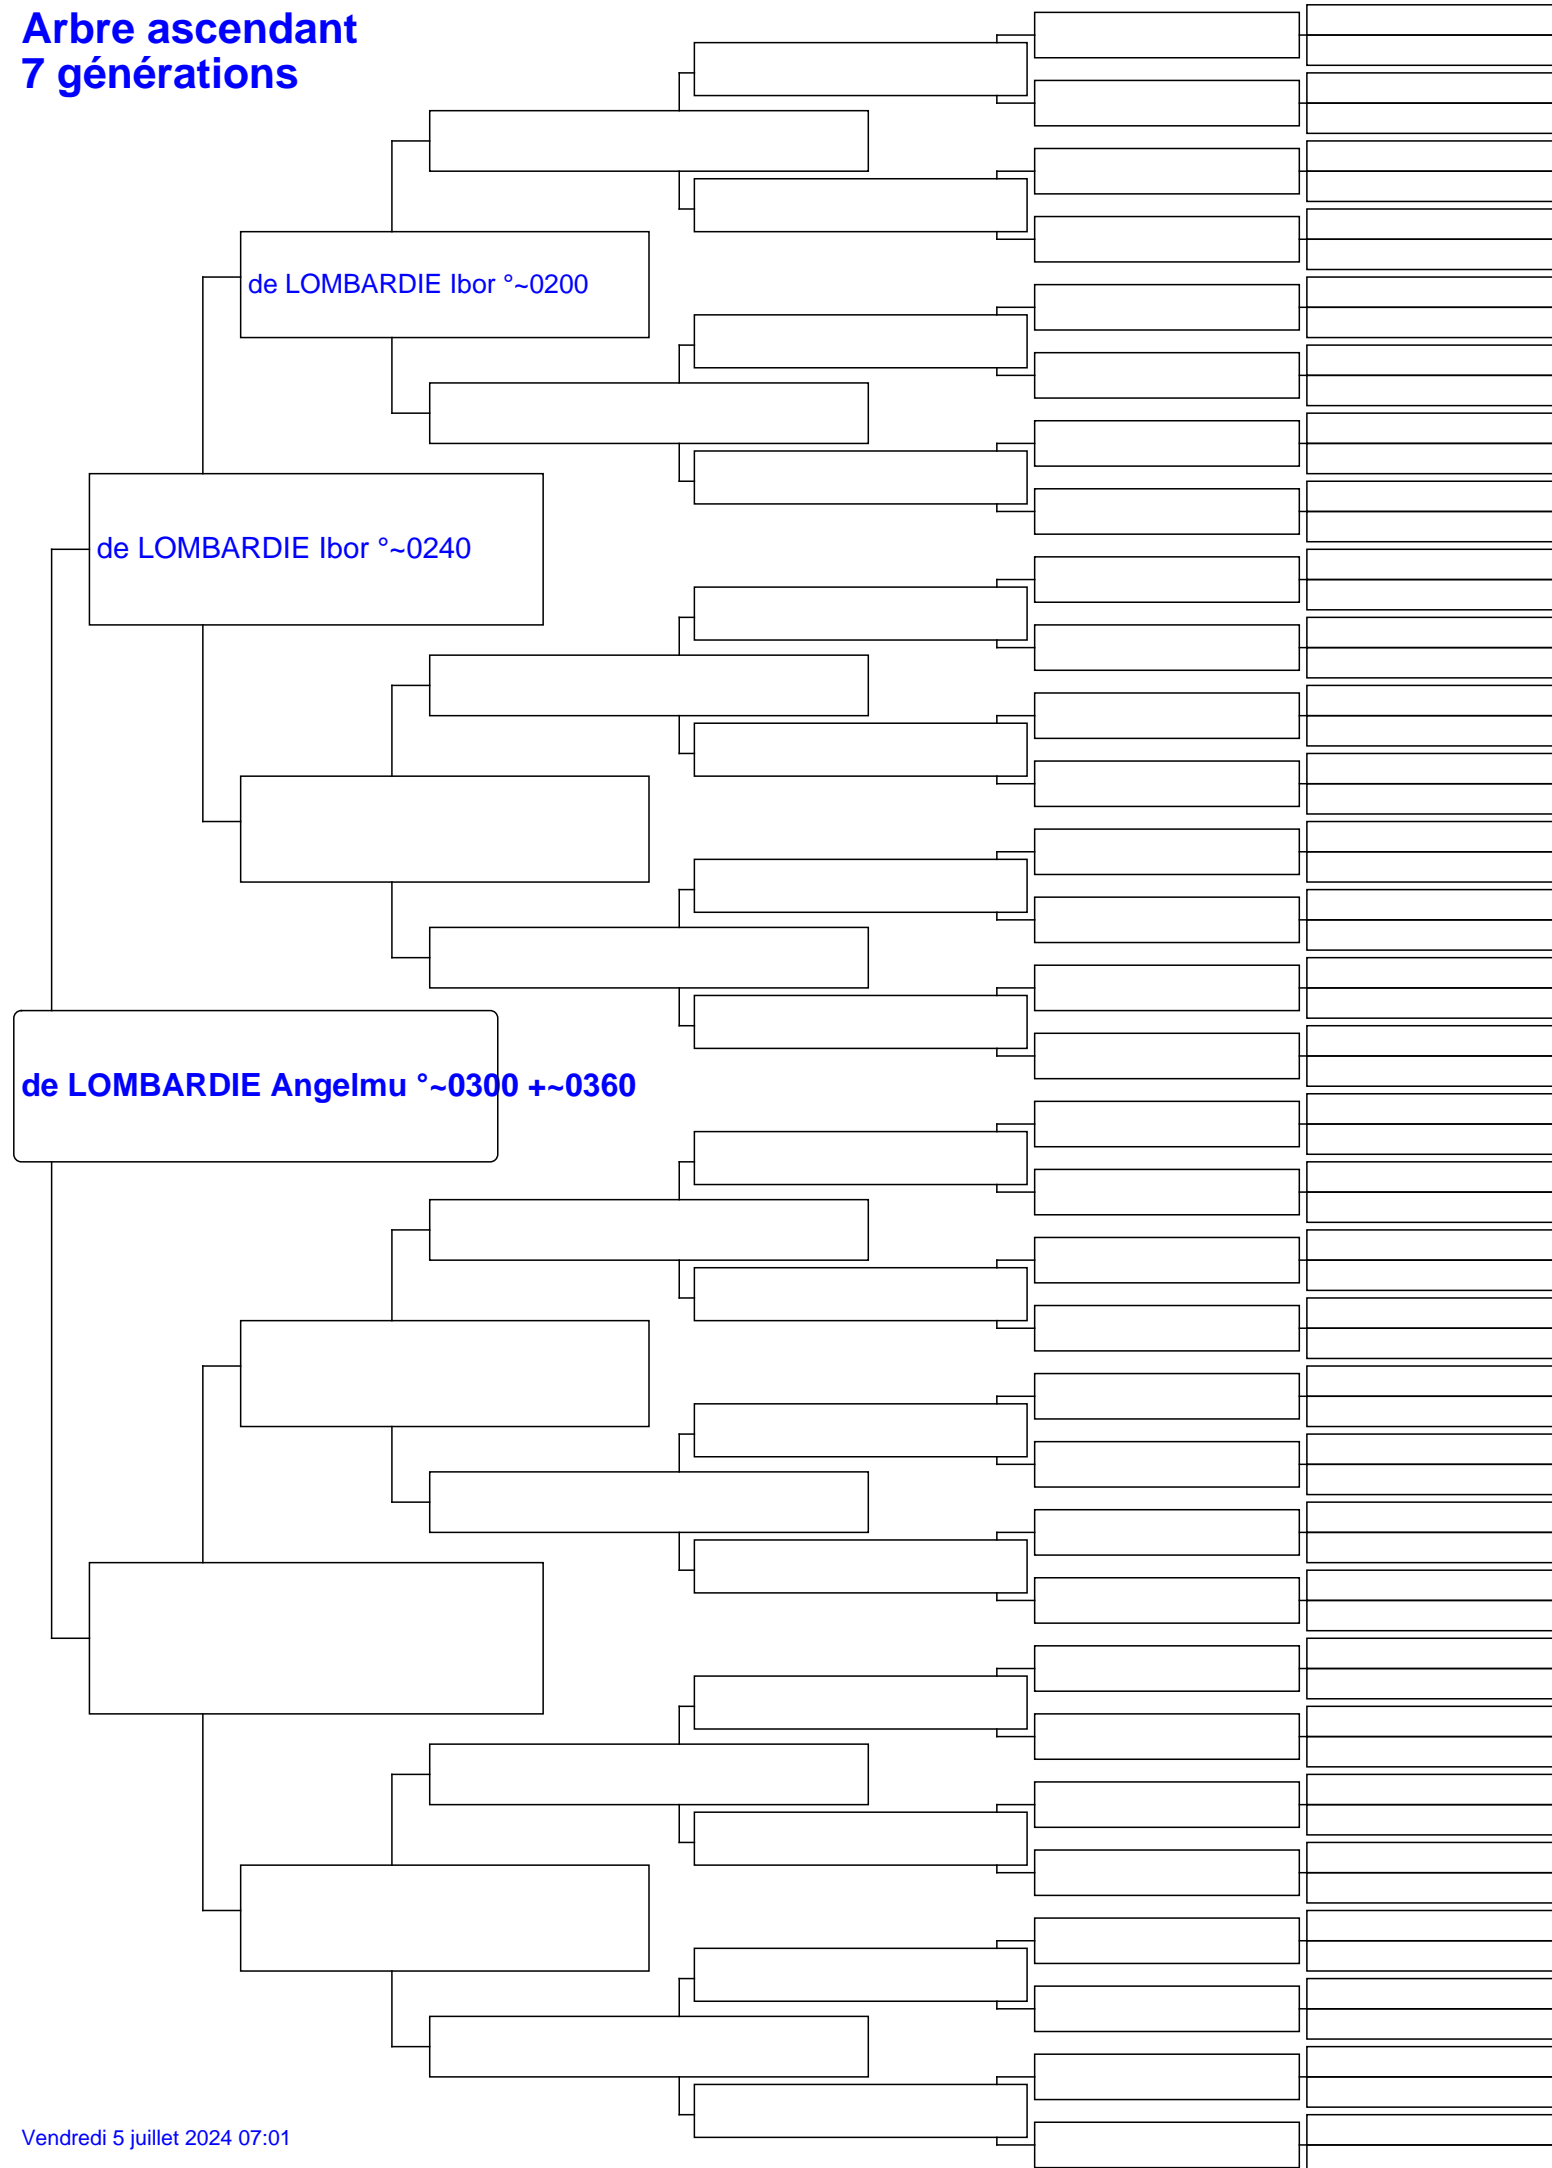 Arbre ascendant
7 générations
de LOMBARDIE Ibor °~0200
de LOMBARDIE Ibor °~0240
de LOMBARDIE Angelmu °~0300 +~0360
Vendredi 5 juillet 2024 07:01